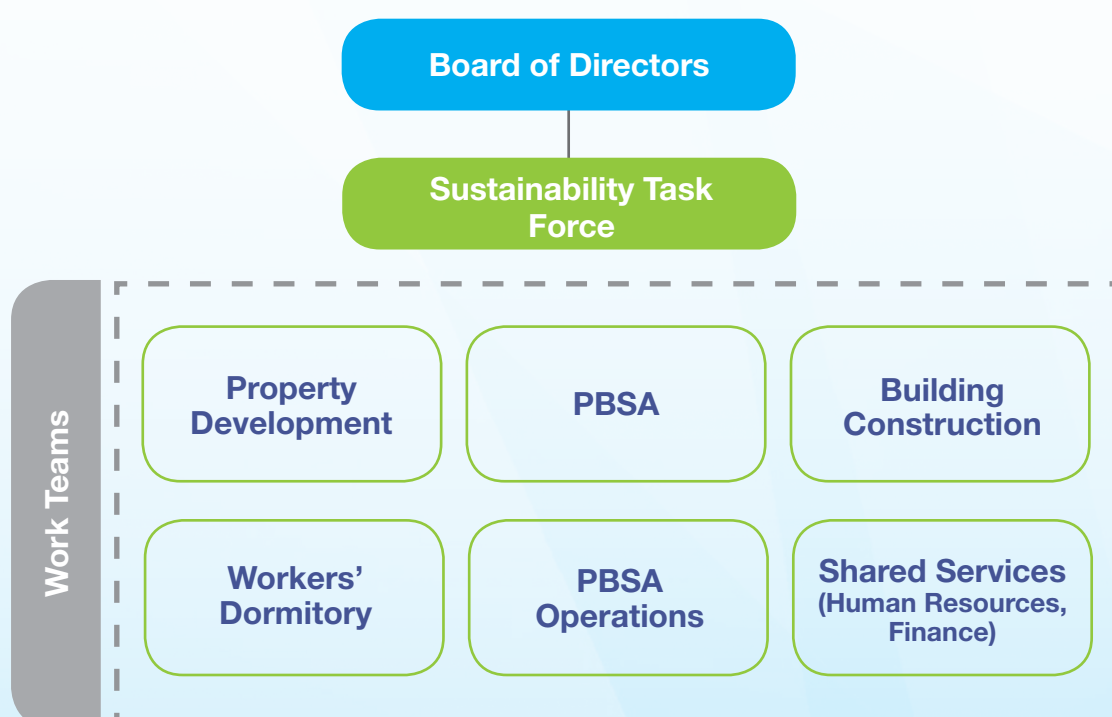 Board of Directors
Sustainability Task
Force
Work Teams
Property
Development
PBSA
Building
Construction
Workers’
Dormitory
PBSA
Operations
Shared Services
(Human Resources,
Finance)